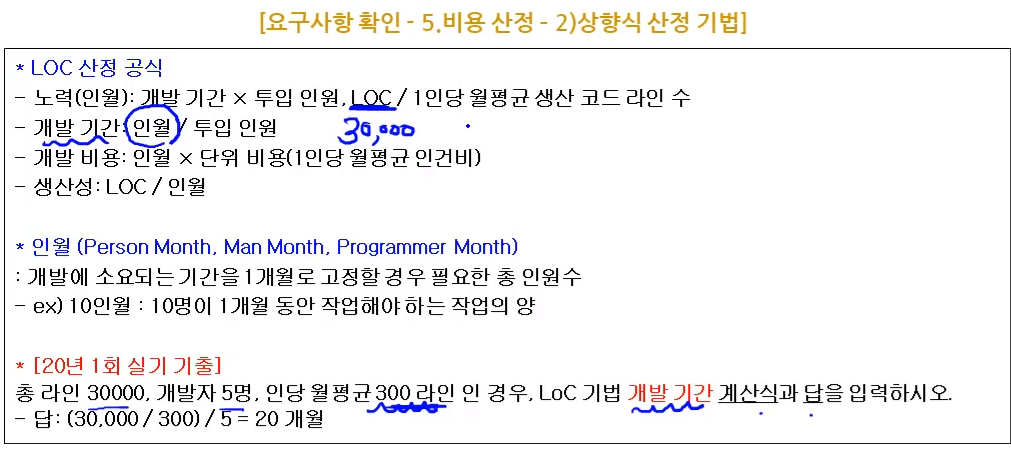 [요구사항 확인 - 5.비용 산정 - 2)상향식 산정 기법]
* LOC 산정 공식
- 노력(인월): 개발 기간 × 투입 인원, LOC / 1인당 월평균 생산 코드 라인 수
- 개발 기간: 인월 / 투입 인원
30,000
- 개발 비용: 인월 × 단위 비용(1인당 월평균 인건비)
- 생산성: LOC / 인월
* 인월 (Person Month, Man Month, Programmer Month)
: 개발에 소요되는 기간을 1개월로 고정할 경우 필요한 총 인원수
- ex) 10인월 : 10명이 1개월 동안 작업해야 하는 작업의 양
* [20년 1회 실기 기출]
총 라인 30000, 개발자 5명, 인당 월평균 300 라인 인 경우, LoC 기법 개발 기간 계산식과 답을 입력하시오.
- 답: (30,000 / 300) / 5 = 20 개월